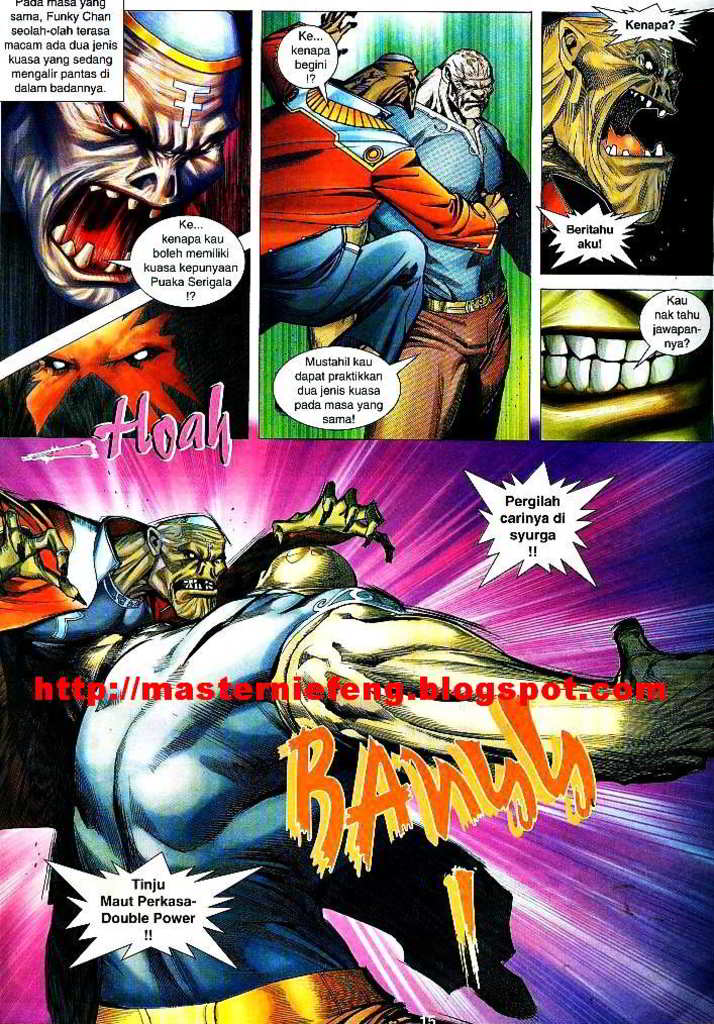 Pada masa yang
sama, Funky Chan
seolah-olah terasa
macam ada dua jenis
kuasa yang sedang
mengalir pantas di
dalam badannya.
Ke...
kenapa kau
boleh memiliki
kuasa kepunyaan
Puaka Serigala
!?
Ke...
kenapa
begini
!?
Mustahil kau
dapat praktikkan
dua jenis kuasa
pada masa yang
sama!
Kenapa?
Beritahu
aku!
Kau
nak tahu
jawapan-
nya?
Hoah
Pergilah
carinya di
syurga
!!
http://masterniefeng.blogspot.com
BANGG
!
Tinju
Maut Perkasa-
Double Power
!!
15